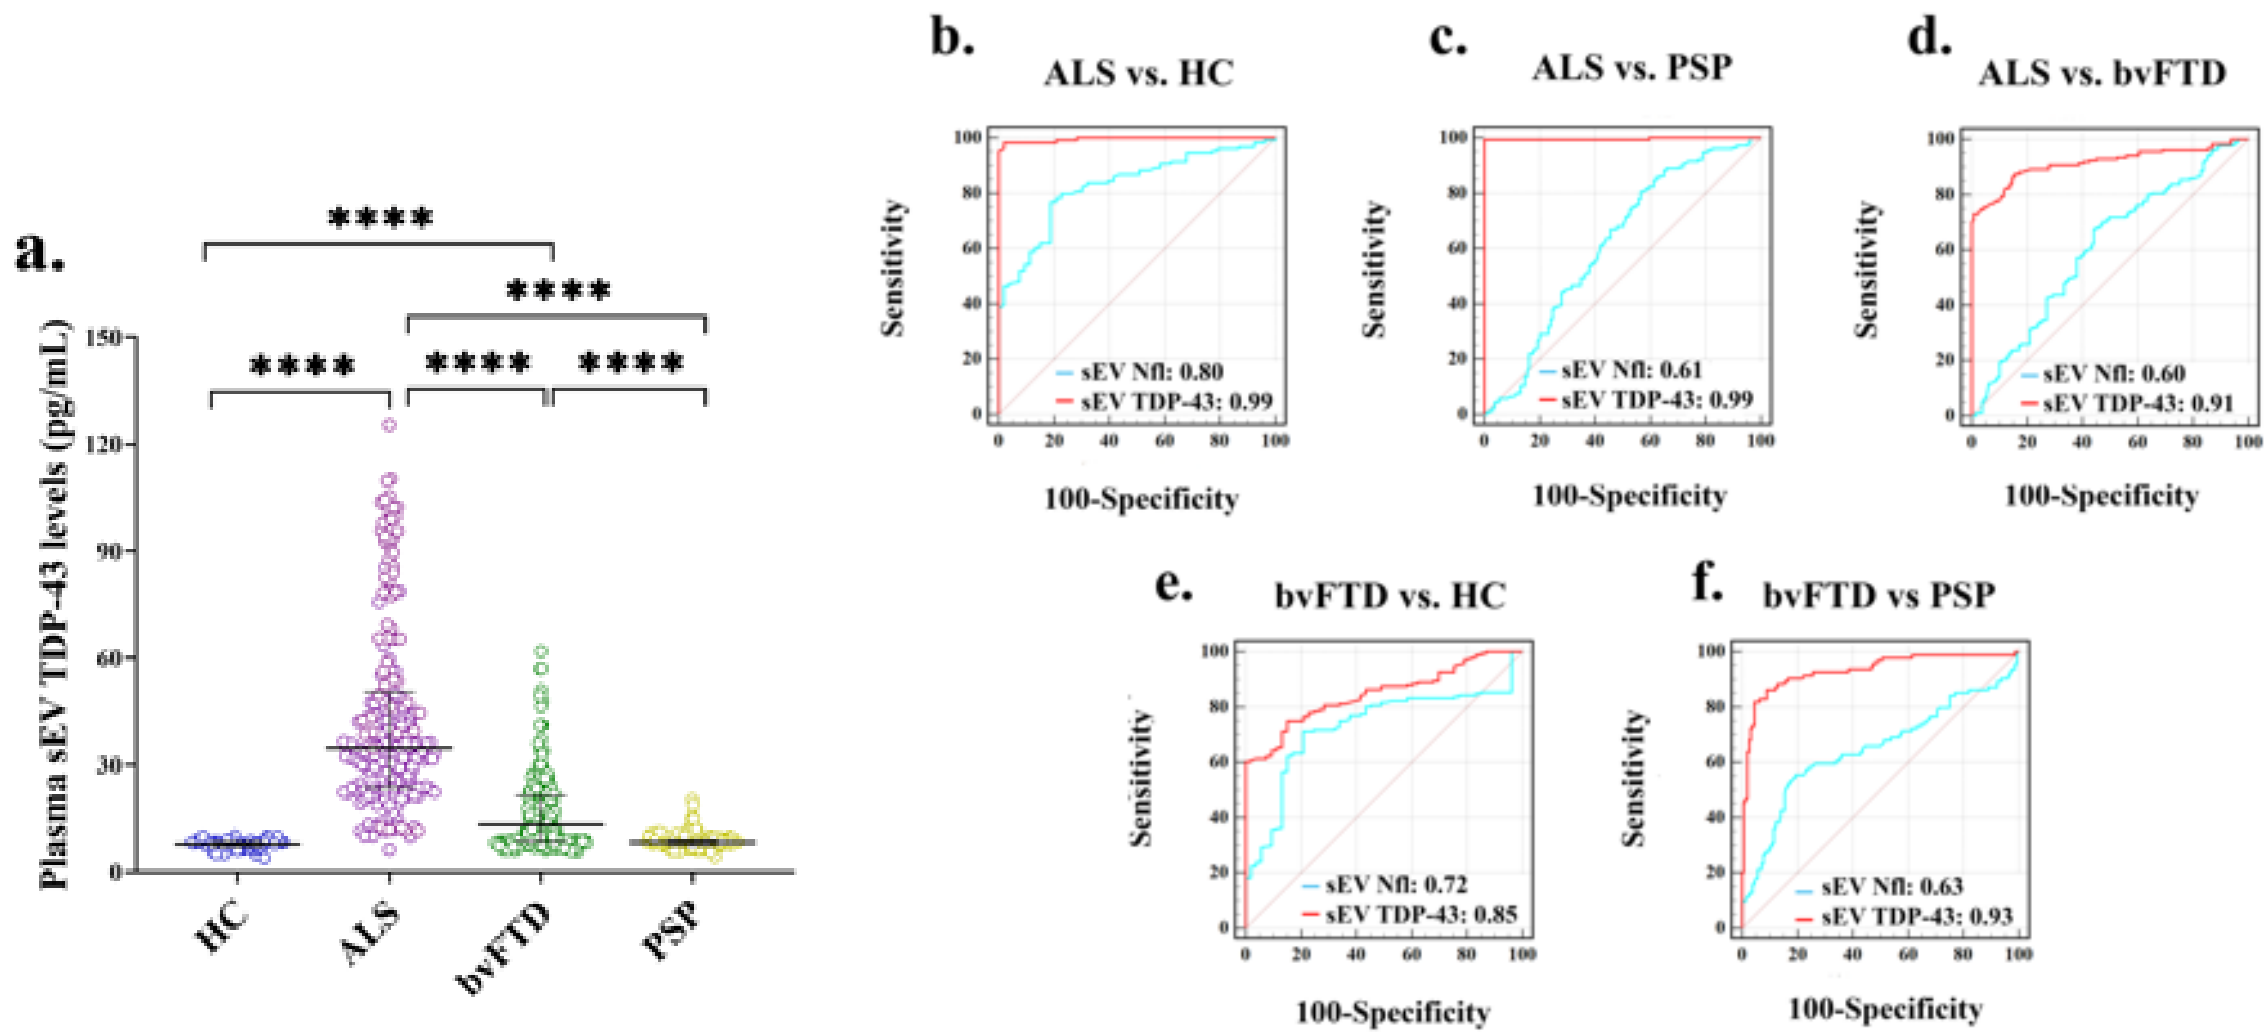 a.
****
****
****
****
****
Plasma sEV TDP-43 levels (pg/mL)
150
120
90
60
30
0
HC
ALS
bvFTD
PSP
b.
ALS vs. HC
Sensitivity
100
80
60
40
20
0
sEV Nfl: 0.80
sEV TDP-43: 0.99
0 20 40 60 80 100
100-Specificity
c.
ALS vs. PSP
Sensitivity
100
80
60
40
20
0
sEV Nfl: 0.61
sEV TDP-43: 0.99
0 20 40 60 80 100
100-Specificity
d.
ALS vs. bvFTD
Sensitivity
100
80
60
40
20
0
sEV Nfl: 0.60
sEV TDP-43: 0.91
0 20 40 60 80 100
100-Specificity
e.
bvFTD vs. HC
Sensitivity
100
80
60
40
20
0
sEV Nfl: 0.72
sEV TDP-43: 0.85
0 20 40 60 80 100
100-Specificity
f.
bvFTD vs PSP
Sensitivity
100
80
60
40
20
0
sEV Nfl: 0.63
sEV TDP-43: 0.93
0 20 40 60 80 100
100-Specificity